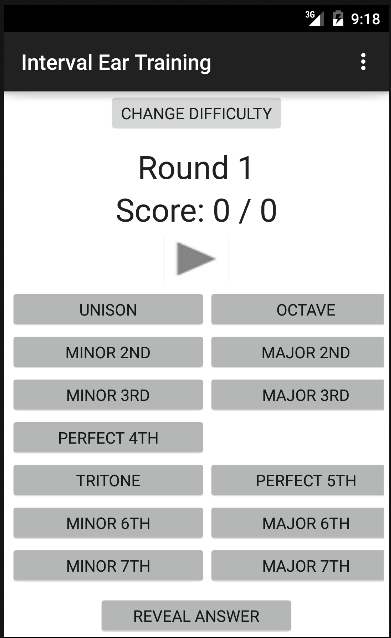 3G 9:18
Interval Ear Training
CHANGE DIFFICULTY
Round 1
Score: 0 / 0
UNISON OCTAVE
MINOR 2ND MAJOR 2ND
MINOR 3RD MAJOR 3RD
PERFECT 4TH
TRITONE PERFECT 5TH
MINOR 6TH MAJOR 6TH
MINOR 7TH MAJOR 7TH
REVEAL ANSWER